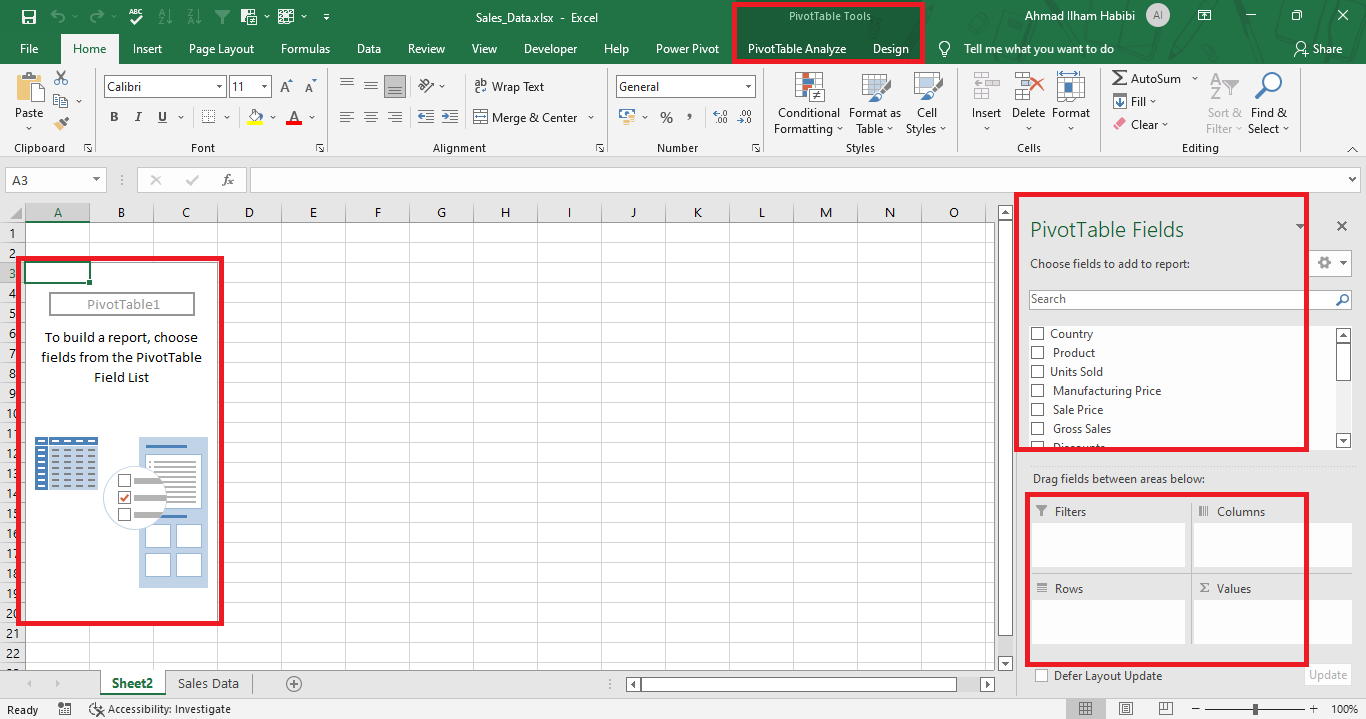 ABC
Sales_Data.xlsx - Excel
PivotTable Tools
Ahmad Ilham Habibi
AI
File
Home
Insert
Page Layout
Formulas
Data
Review
View
Developer
Help
Power Pivot
PivotTable Analyze
Design
Tell me what you want to do
Share
Paste
Clipboard
Calibri
11
B I U
Font
Wrap Text
Merge & Center
Alignment
General
Number
Conditional Formatting
Format as Table
Cell Styles
Styles
Insert
Delete
Format
Cells
AutoSum
Fill
Clear
Sort & Filter
Find & Select
Editing
A3
fx
A B C D E F G H I J K L M N O
1
2
3
4
5
6
7
8
9
10
11
12
13
14
15
16
17
18
19
20
21
22
PivotTable1
To build a report, choose
fields from the PivotTable
Field List
PivotTable Fields
Choose fields to add to report:
Search
Country
Product
Units Sold
Manufacturing Price
Sale Price
Gross Sales
Discounts
Drag fields between areas below:
Filters
Columns
Rows
Σ Values
Defer Layout Update
Update
Sheet2
Sales Data
Ready
Accessibility: Investigate
100%